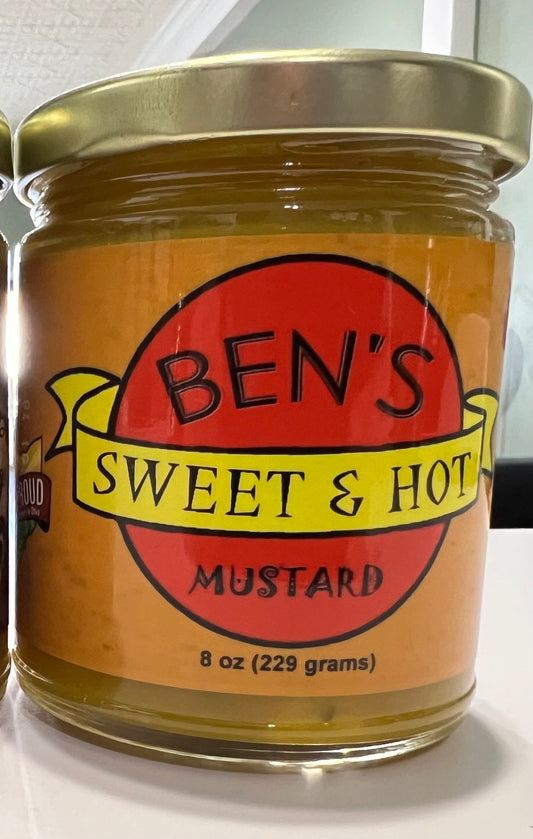 BEN'S
SWEET & HOT
MUSTARD
8 oz (229 grams)